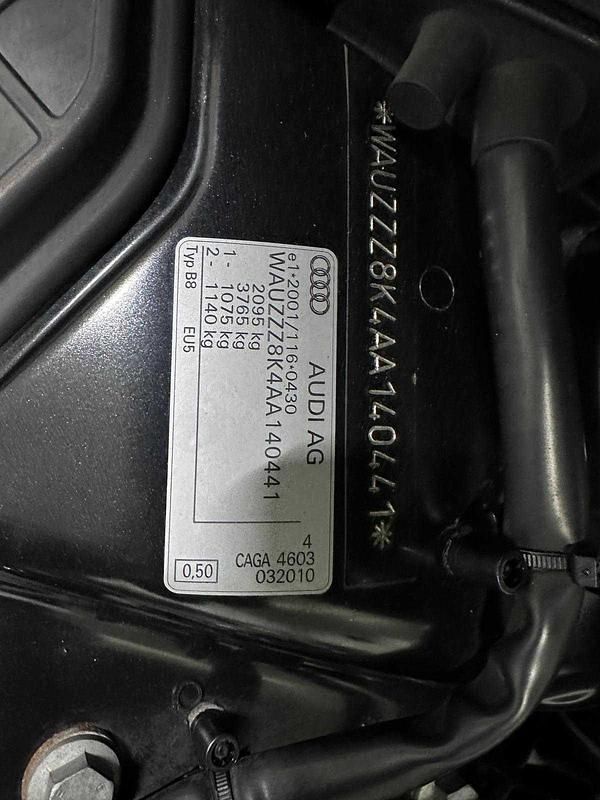 *WAUZZZ8K4AA140441*
AUDI AG
e1*2001/116*0430
WAUZZZ8K4AA140441
2095 kg
3765 kg
1- 1075 kg
2- 1140 kg
Typ B8 EU5
4
CAGA 4603
032010
0,50